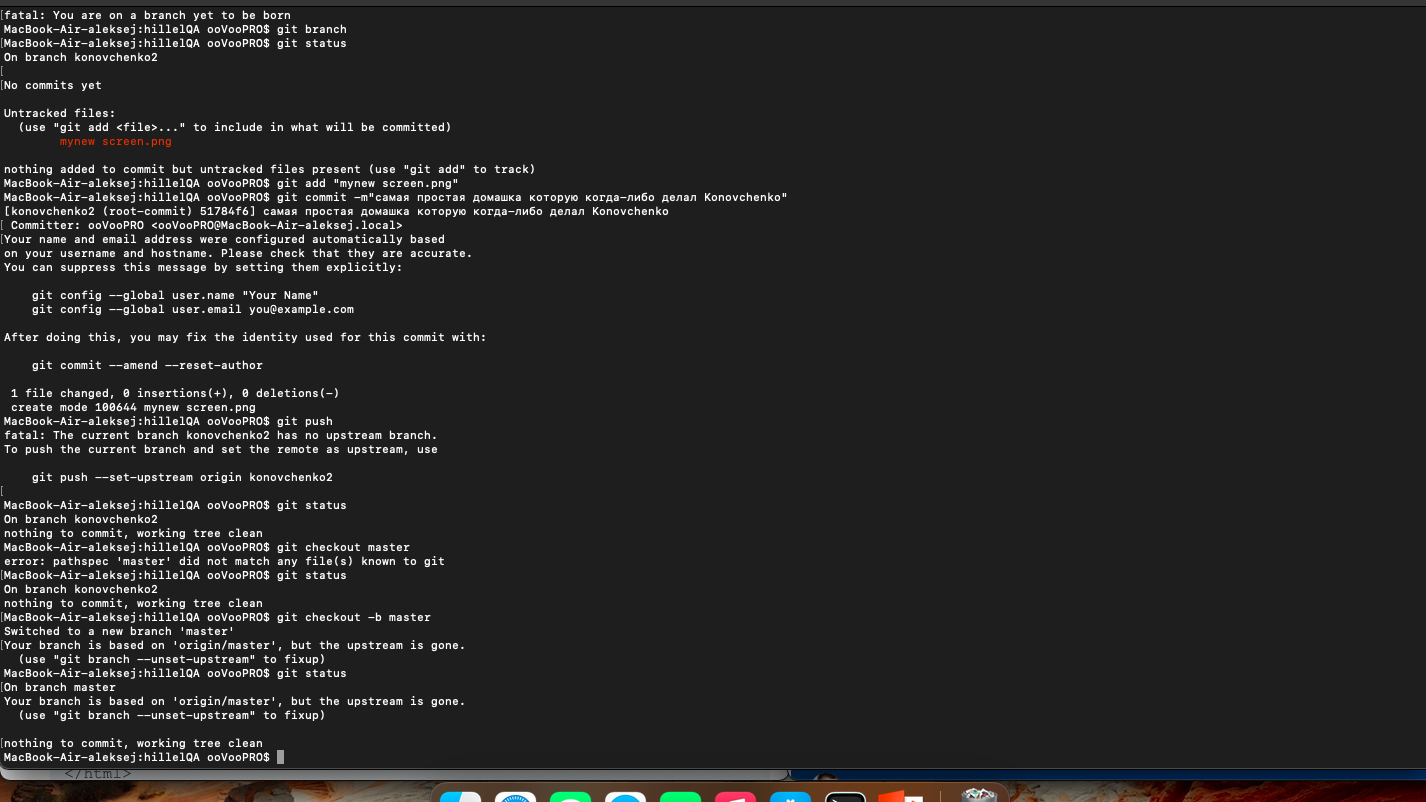 [fatal: You are on a branch yet to be born
MacBook-Air-aleksej:hillelQA ooVooPRO$ git branch
[MacBook-Air-aleksej:hillelQA ooVooPRO$ git status
On branch konovchenko2
[
[No commits yet
Untracked files:
(use "git add <file>..." to include in what will be committed)
mynew screen.png
nothing added to commit but untracked files present (use "git add" to track)
MacBook-Air-aleksej:hillelQA ooVooPRO$ git add "mynew screen.png"
MacBook-Air-aleksej:hillelQA ooVooPRO$ git commit -m"самая простая домашка которую когда-либо делал Konovchenko"
[konovchenko2 (root-commit) 51784f6] самая простая домашка которую когда-либо делал Konovchenko
[ Committer: ooVooPRO <ooVooPRO@MacBook-Air-aleksej.local>
[Your name and email address were configured automatically based
on your username and hostname. Please check that they are accurate.
You can suppress this message by setting them explicitly:
git config --global user.name "Your Name"
git config --global user.email you@example.com
After doing this, you may fix the identity used for this commit with:
git commit --amend --reset-author
1 file changed, 0 insertions(+), 0 deletions(-)
create mode 100644 mynew screen.png
MacBook-Air-aleksej:hillelQA ooVooPRO$ git push
fatal: The current branch konovchenko2 has no upstream branch.
To push the current branch and set the remote as upstream, use
git push --set-upstream origin konovchenko2
[
MacBook-Air-aleksej:hillelQA ooVooPRO$ git status
On branch konovchenko2
nothing to commit, working tree clean
MacBook-Air-aleksej:hillelQA ooVooPRO$ git checkout master
error: pathspec 'master' did not match any file(s) known to git
[MacBook-Air-aleksej:hillelQA ooVooPRO$ git status
On branch konovchenko2
nothing to commit, working tree clean
[MacBook-Air-aleksej:hillelQA ooVooPRO$ git checkout -b master
Switched to a new branch 'master'
[Your branch is based on 'origin/master', but the upstream is gone.
(use "git branch --unset-upstream" to fixup)
MacBook-Air-aleksej:hillelQA ooVooPRO$ git status
[On branch master
Your branch is based on 'origin/master', but the upstream is gone.
(use "git branch --unset-upstream" to fixup)
[nothing to commit, working tree clean
MacBook-Air-aleksej:hillelQA ooVooPRO$
</html>